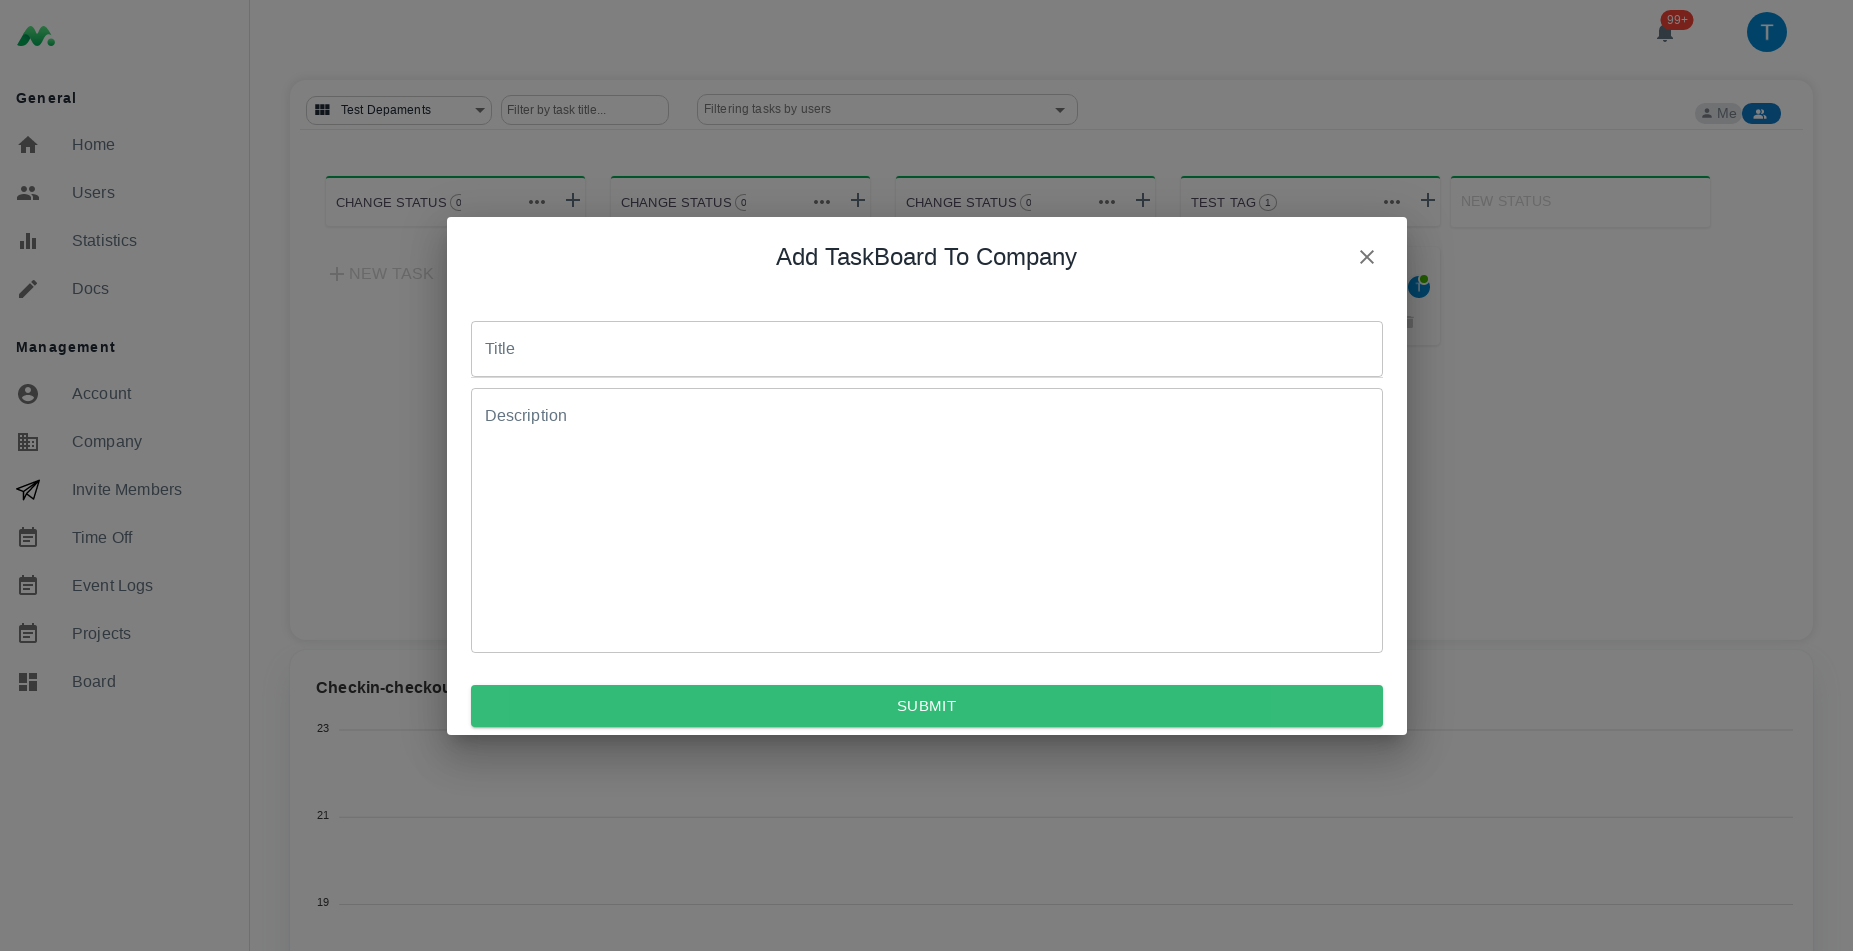 99+
T
General
Home
Users
Statistics
Docs
Management
Account
Company
Invite Members
Time Off
Event Logs
Projects
Board
Test Depaments
Filter by task title...
Filtering tasks by users
Me
CHANGE STATUS 0
CHANGE STATUS 0
CHANGE STATUS 0
TEST TAG 1
NEW STATUS
NEW TASK
T
Add TaskBoard To Company
Title
Description
SUBMIT
Checkin-checkou
23
21
19